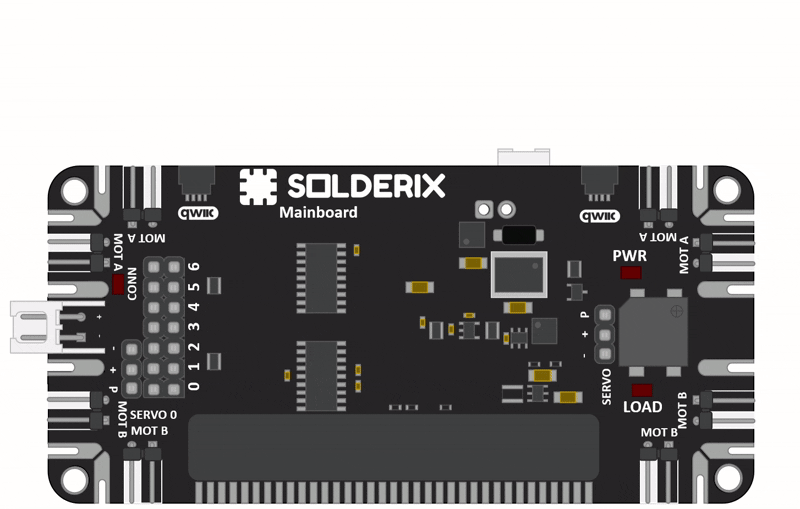 SOLDERIX
Mainboard
qwiic
qwiic
MOT A
MOT A
MOT A
MOT A
CONN
6
5
4
3
2
1
0
+
-
-
+
P
SERVO 0
MOT B
MOT B
PWR
P
+
-
SERVO
LOAD
MOT B
MOT B